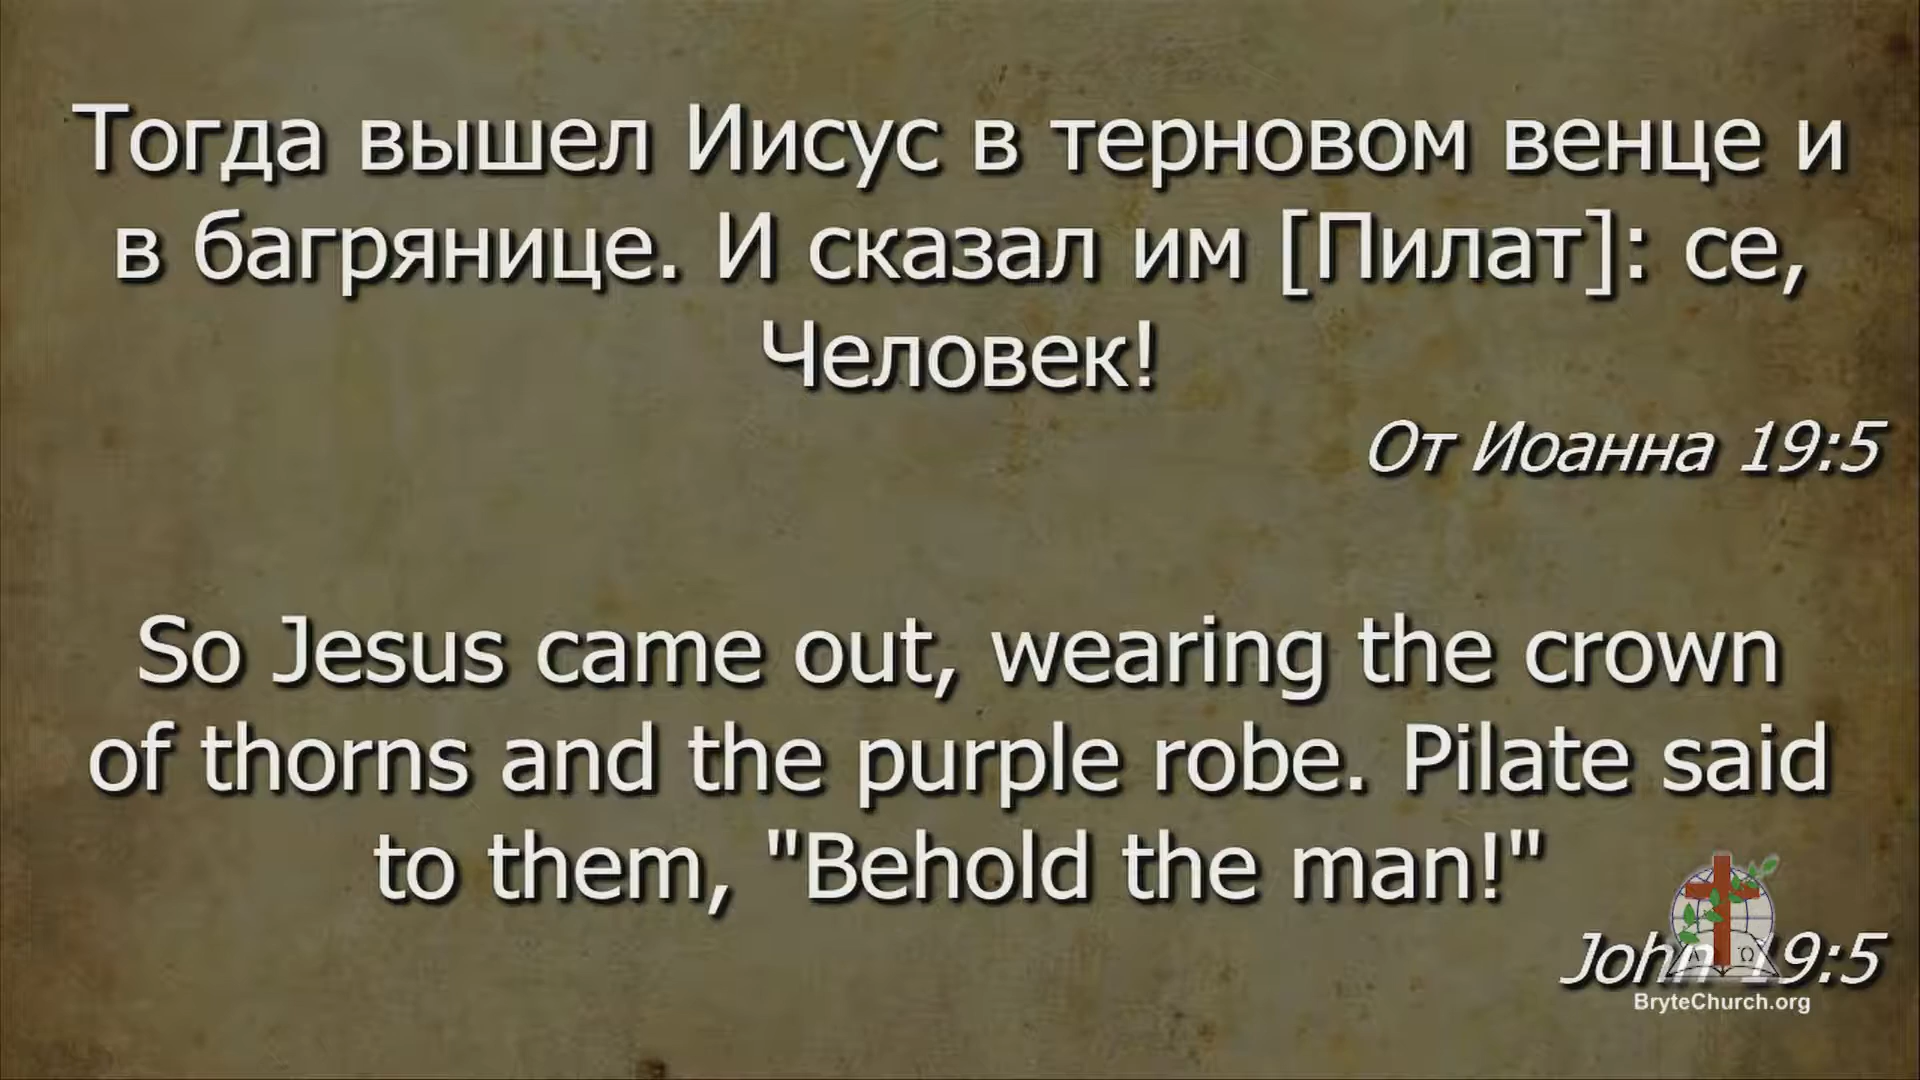 Тогда вышел Иисус в терновом венце и
в багрянице. И сказал им [Пилат]: се,
Человек!
От Иоанна 19:5
So Jesus came out, wearing the crown
of thorns and the purple robe. Pilate said
to them, "Behold the man!"
John 19:5
Α Ω
BryteChurch.org